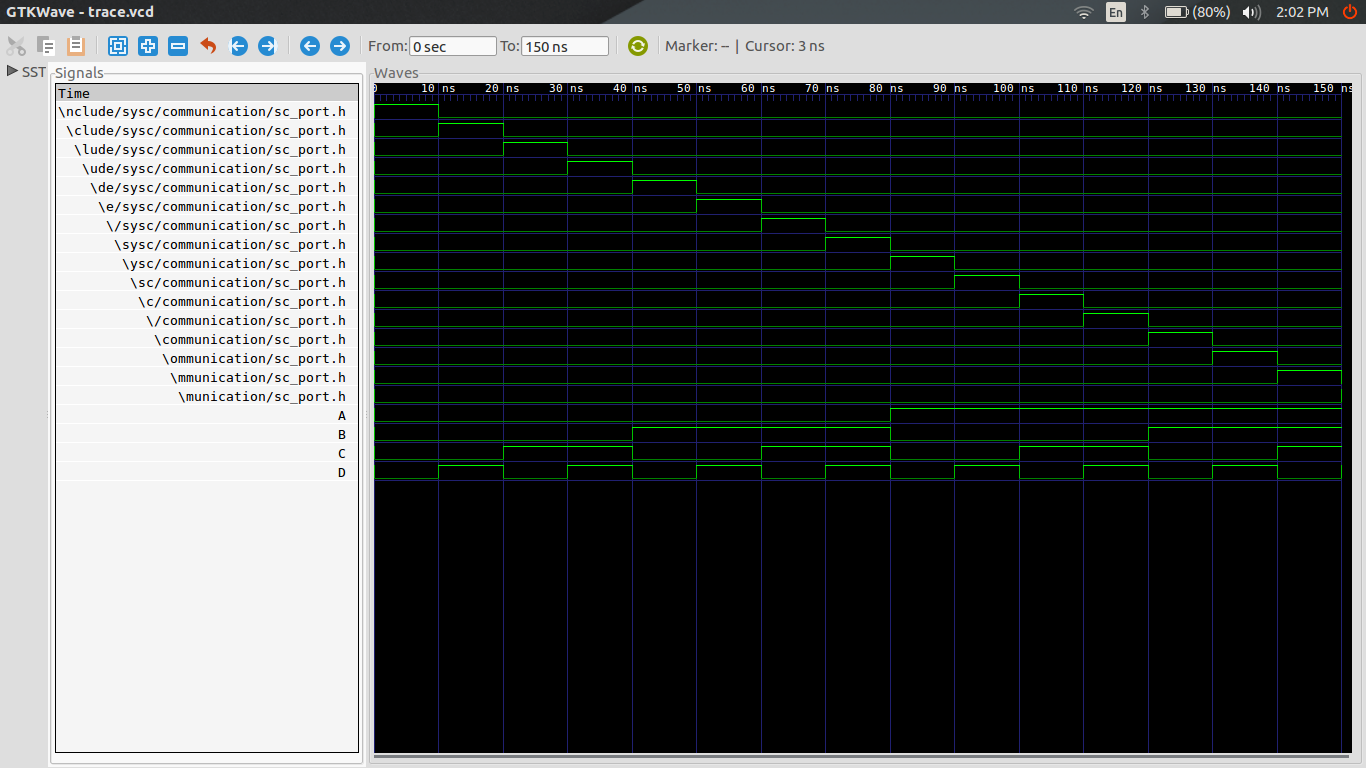 GTKWave - trace.vcd
En
(80%)
2:02 PM
From: 0 sec To: 150 ns
Marker: -- | Cursor: 3 ns
SST
Signals
Waves
Time
\nclude/sysc/communication/sc_port.h
\clude/sysc/communication/sc_port.h
\lude/sysc/communication/sc_port.h
\ude/sysc/communication/sc_port.h
\de/sysc/communication/sc_port.h
\e/sysc/communication/sc_port.h
\/sysc/communication/sc_port.h
\sysc/communication/sc_port.h
\ysc/communication/sc_port.h
\sc/communication/sc_port.h
\c/communication/sc_port.h
\/communication/sc_port.h
\communication/sc_port.h
\ommunication/sc_port.h
\mmunication/sc_port.h
\munication/sc_port.h
A
B
C
D
0 10 ns 20 ns 30 ns 40 ns 50 ns 60 ns 70 ns 80 ns 90 ns 100 ns 110 ns 120 ns 130 ns 140 ns 150 ns